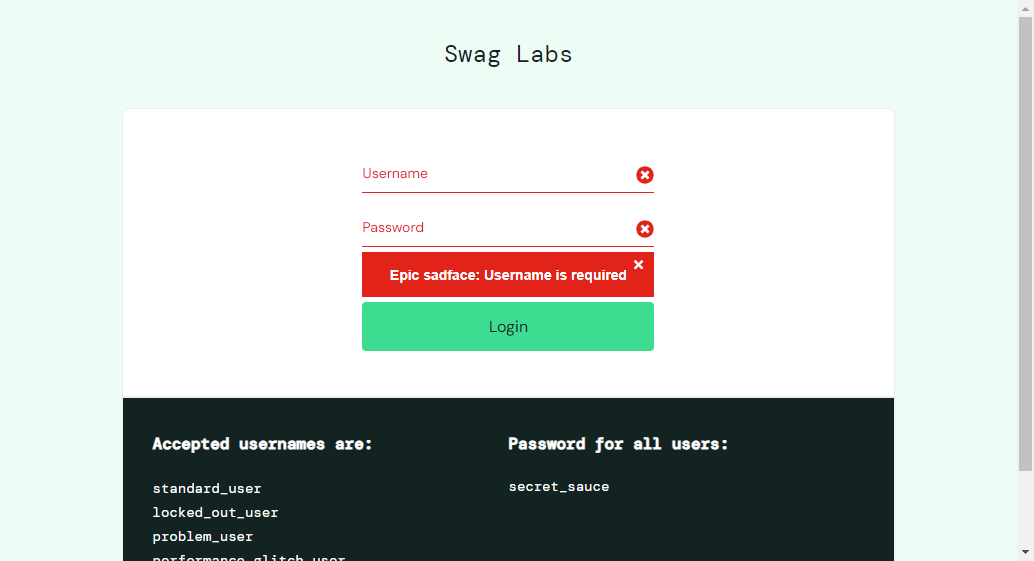 Swag Labs
Username
Password
Epic sadface: Username is required
Login
Accepted usernames are:
standard_user
locked_out_user
problem_user
performance_glitch_user
Password for all users:
secret_sauce